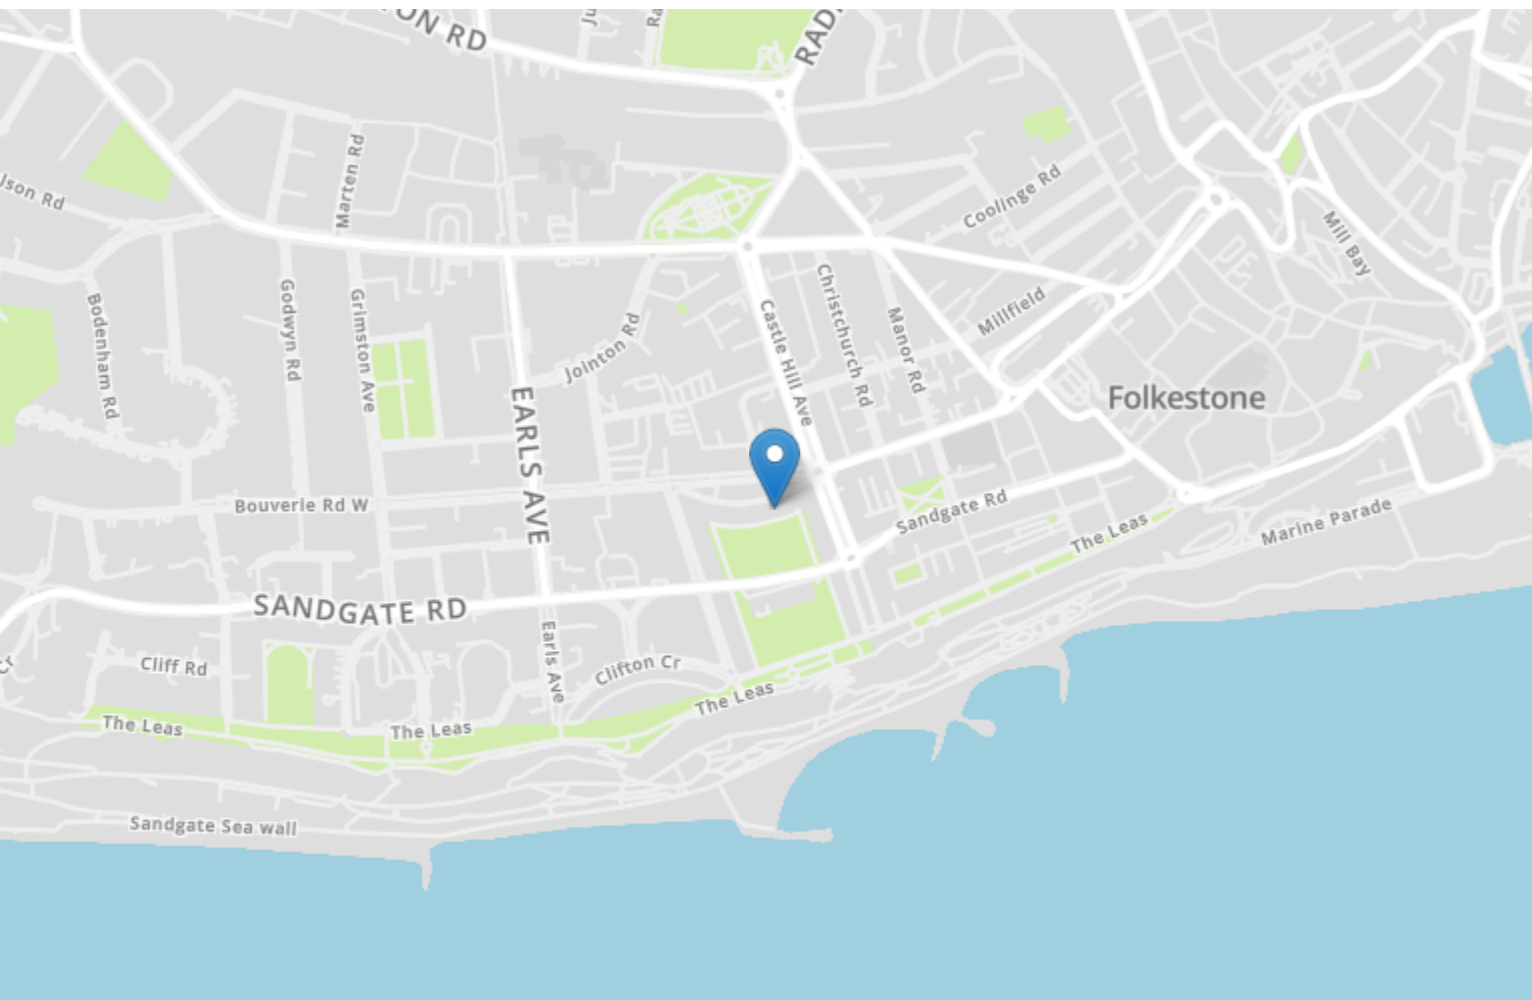 Coolinge Rd
Marten Rd
Mill Bay
Godwyn Rd
Grimston Ave
Bodenham Rd
Jointon Rd
Castle Hill Ave
Christchurch Rd
Manor Rd
Millfield
Folkestone
EARLS AVE
Bouverie Rd W
Sandgate Rd
The Leas
Marine Parade
SANDGATE RD
Earls Ave
Clifton Cr
Cliff Rd
The Leas
The Leas
The Leas
Sandgate Sea wall